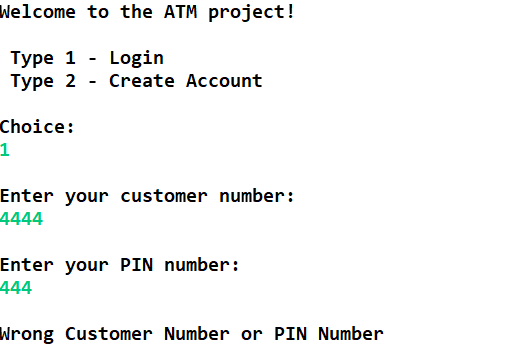 Welcome to the ATM project!
Type 1 - Login
Type 2 - Create Account
Choice:
1
Enter your customer number:
4444
Enter your PIN number:
444
Wrong Customer Number or PIN Number